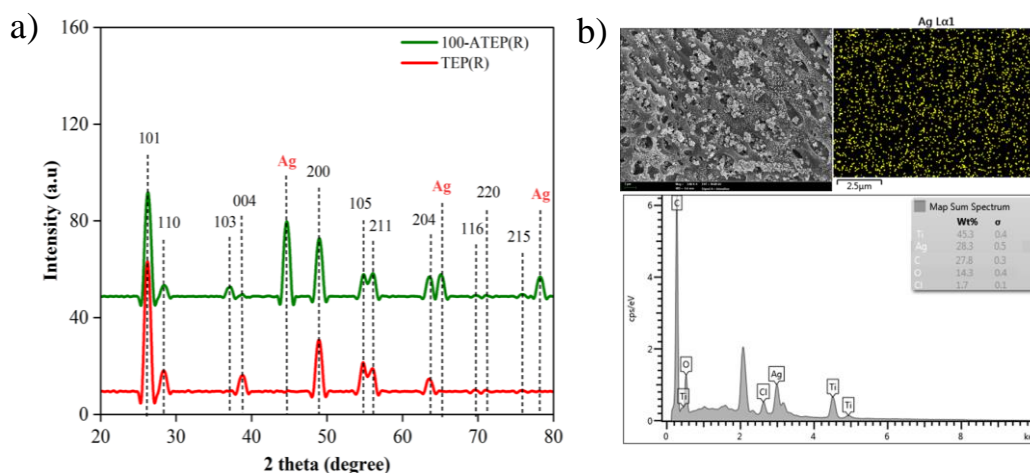 a)
160
120
80
40
0
Intensity (a.u)
20
30
40
50
60
70
80
2 theta (degree)
100-ATEP(R)
TEP(R)
101
110
103
004
Ag
200
105
211
204
Ag
116
220
215
Ag
b)
Ag Lα1
2.5µm
Map Sum Spectrum
Wt% σ
Ti 45.3 0.4
Ag 28.3 0.5
C 27.8 0.3
O 14.3 0.4
Cl 1.7 0.1
cps/eV
6
4
2
0
C
O
Ti
Cl
Ag
Ti
Ti
0
2
4
6
8